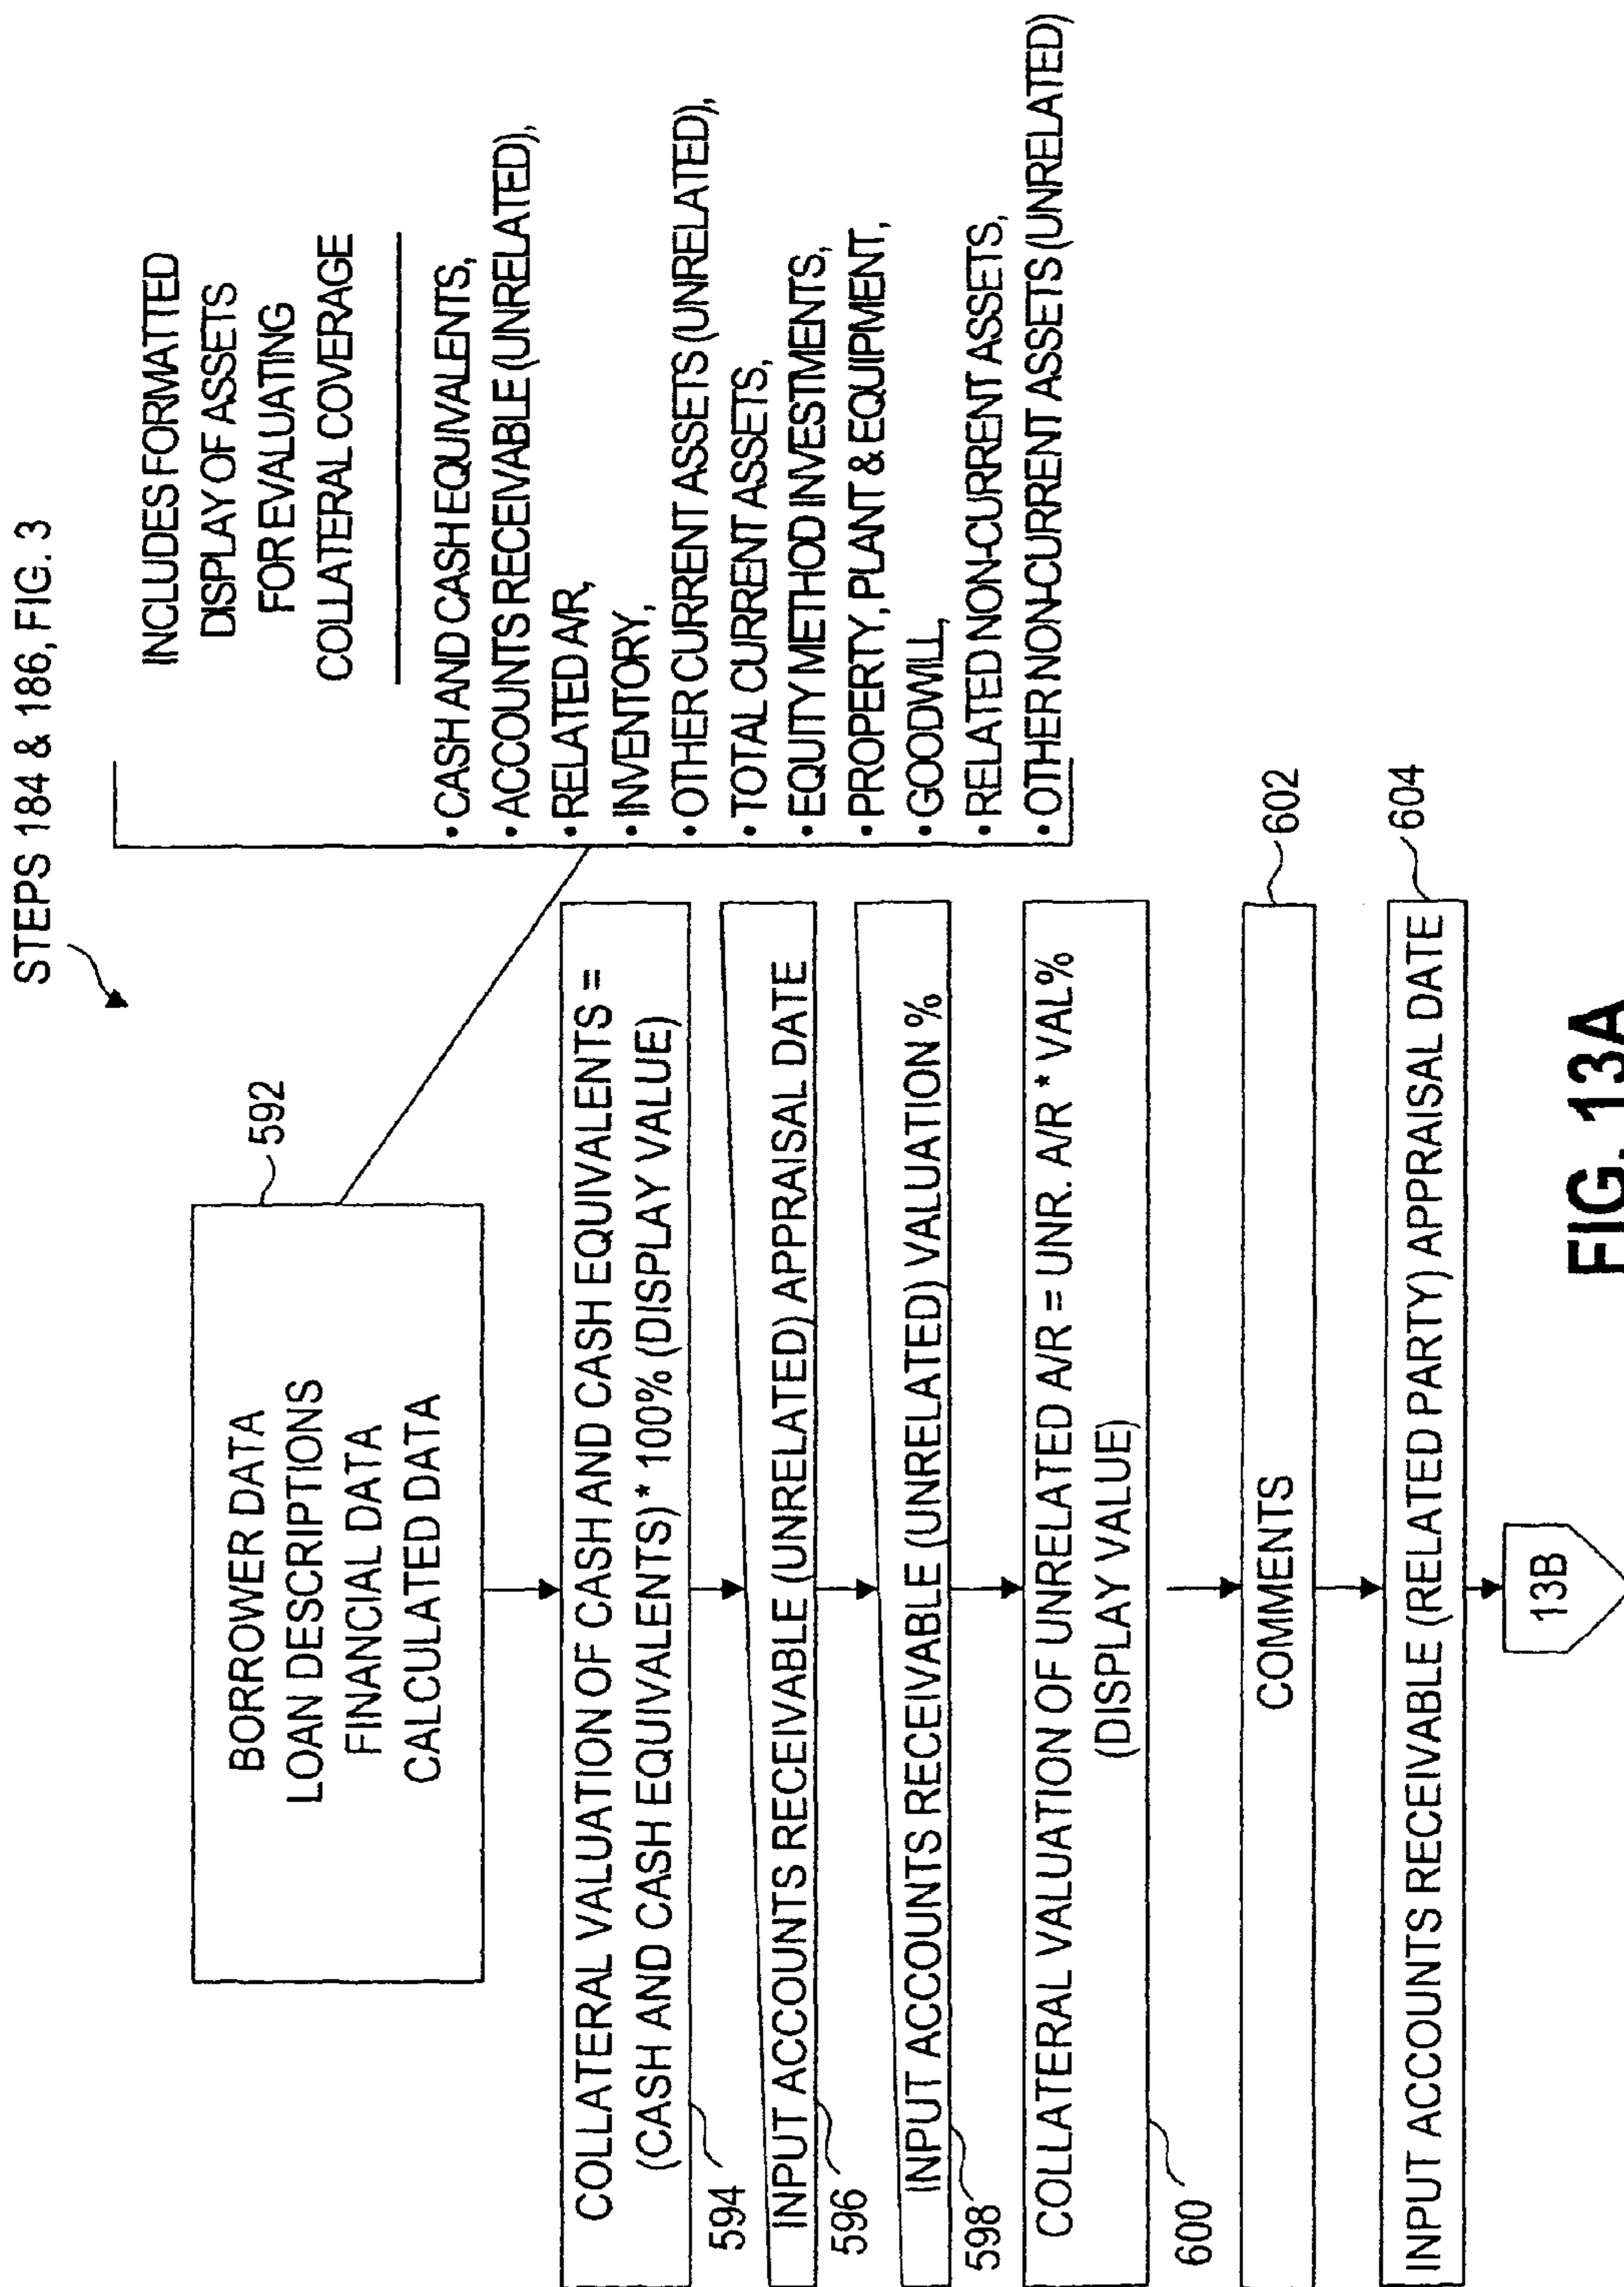 STEPS 184 & 186, FIG. 3
INCLUDES FORMATTED
DISPLAY OF ASSETS
FOR EVALUATING
COLLATERAL COVERAGE
• CASH AND CASH EQUIVALENTS,
• ACCOUNTS RECEIVABLE (UNRELATED),
• RELATED A/R,
• INVENTORY,
• OTHER CURRENT ASSETS (UNRELATED),
• TOTAL CURRENT ASSETS,
• EQUITY METHOD INVESTMENTS,
• PROPERTY, PLANT & EQUIPMENT,
• GOODWILL,
• RELATED NON-CURRENT ASSETS,
• OTHER NON-CURRENT ASSETS (UNRELATED)
592
BORROWER DATA
LOAN DESCRIPTIONS
FINANCIAL DATA
CALCULATED DATA
COLLATERAL VALUATION OF CASH AND CASH EQUIVALENTS =
(CASH AND CASH EQUIVALENTS) * 100% (DISPLAY VALUE)
594
INPUT ACCOUNTS RECEIVABLE (UNRELATED) APPRAISAL DATE
596
INPUT ACCOUNTS RECEIVABLE (UNRELATED) VALUATION %
598
COLLATERAL VALUATION OF UNRELATED A/R = UNR. A/R * VAL%
(DISPLAY VALUE)
600
COMMENTS
602
INPUT ACCOUNTS RECEIVABLE (RELATED PARTY) APPRAISAL DATE
604
13B
FIG. 13A